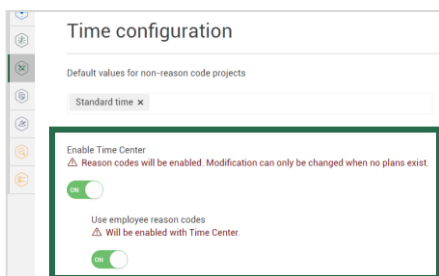 Time configuration
Default values for non-reason code projects
Standard time ×
Enable Time Center
⚠ Reason codes will be enabled. Modification can only be changed when no plans exist.
ON
Use employee reason codes
⚠ Will be enabled with Time Center.
ON